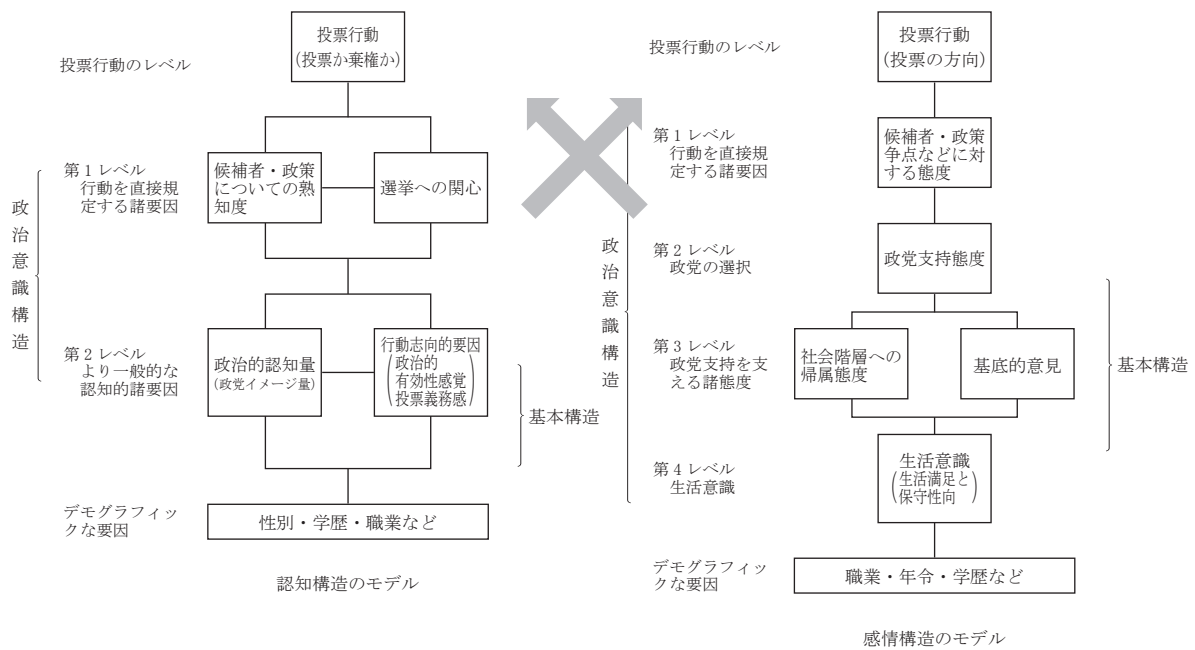 投票行動のレベル
投票行動
(投票か棄権か)
政治意識構造
第1レベル
行動を直接規
定する諸要因
候補者・政策
についての熟
知度
選挙への関心
第2レベル
より一般的な
認知的諸要因
政治的認知量
(政党イメージ量)
行動志向的要因
(政治的
有効性感覚
投票義務感)
基本構造
デモグラフィッ
クな要因
性別・学歴・職業など
認知構造のモデル
投票行動のレベル
投票行動
(投票の方向)
政治意識構造
第1レベル
行動を直接規
定する諸要因
候補者・政策
争点などに対
する態度
第2レベル
政党の選択
政党支持態度
第3レベル
政党支持を支
える諸態度
社会階層への
帰属態度
基底的意見
基本構造
第4レベル
生活意識
生活意識
(生活満足と
保守性向)
デモグラフィッ
クな要因
職業・年令・学歴など
感情構造のモデル